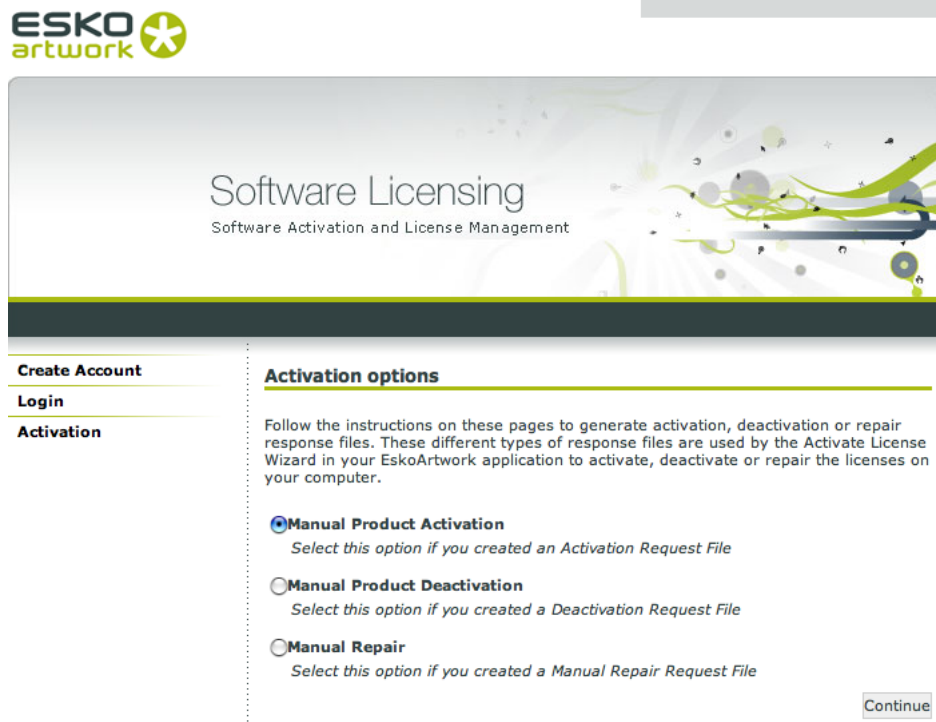 ESKO
artwork
Software Licensing
Software Activation and License Management
Create Account
Login
Activation
Activation options
Follow the instructions on these pages to generate activation, deactivation or repair
response files. These different types of response files are used by the Activate License
Wizard in your EskoArtwork application to activate, deactivate or repair the licenses on
your computer.
Manual Product Activation
Select this option if you created an Activation Request File
Manual Product Deactivation
Select this option if you created a Deactivation Request File
Manual Repair
Select this option if you created a Manual Repair Request File
Continue